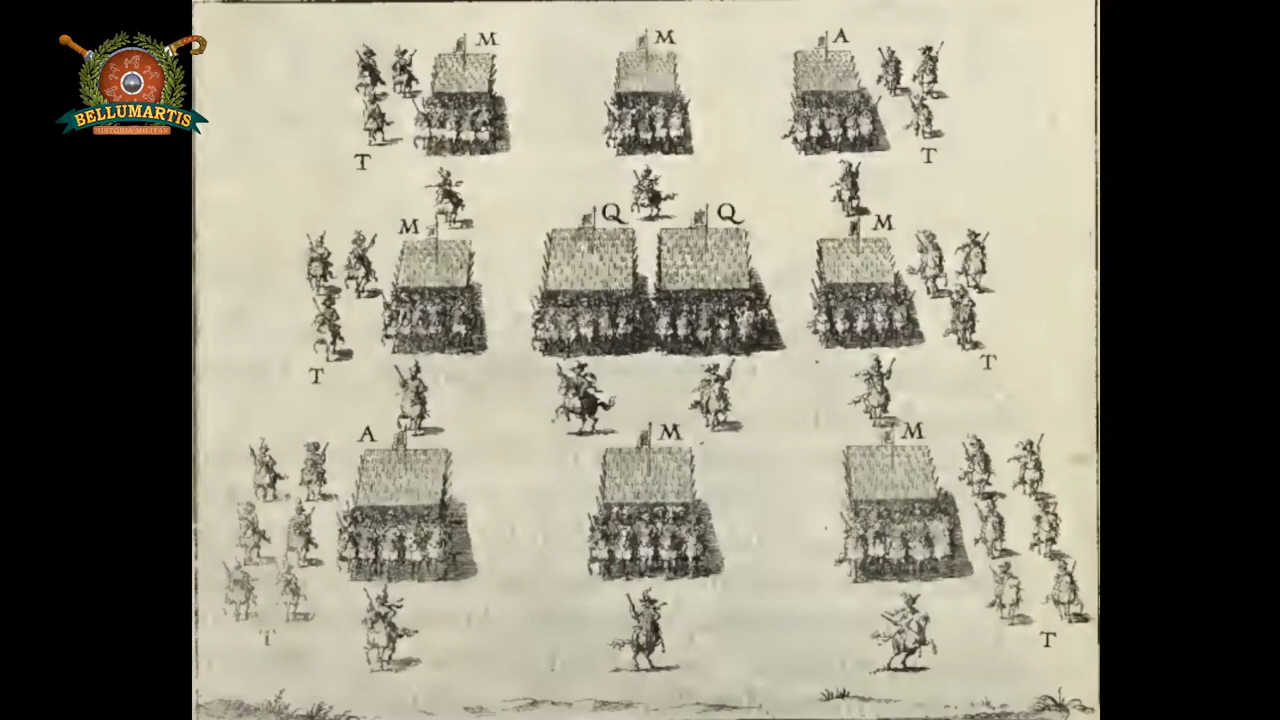 BELLUMARTIS
HISTORIA MILITAR
M M A
T T
M Q Q M
T T
A M M
T T